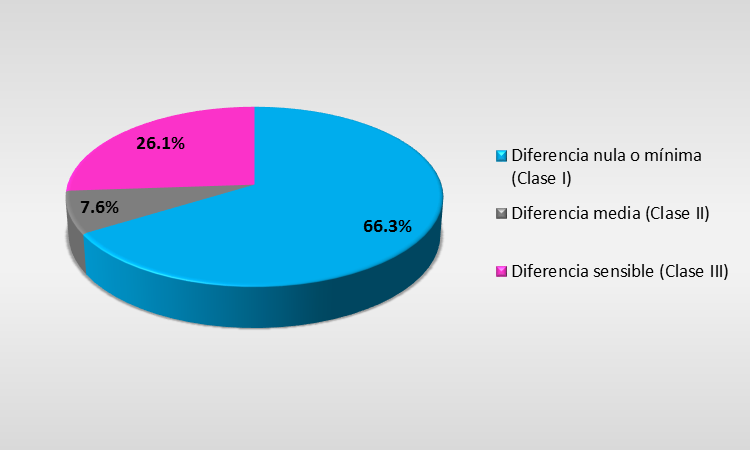 26.1%
7.6%
66.3%
Diferencia nula o mínima
(Clase I)
Diferencia media (Clase II)
Diferencia sensible (Clase III)